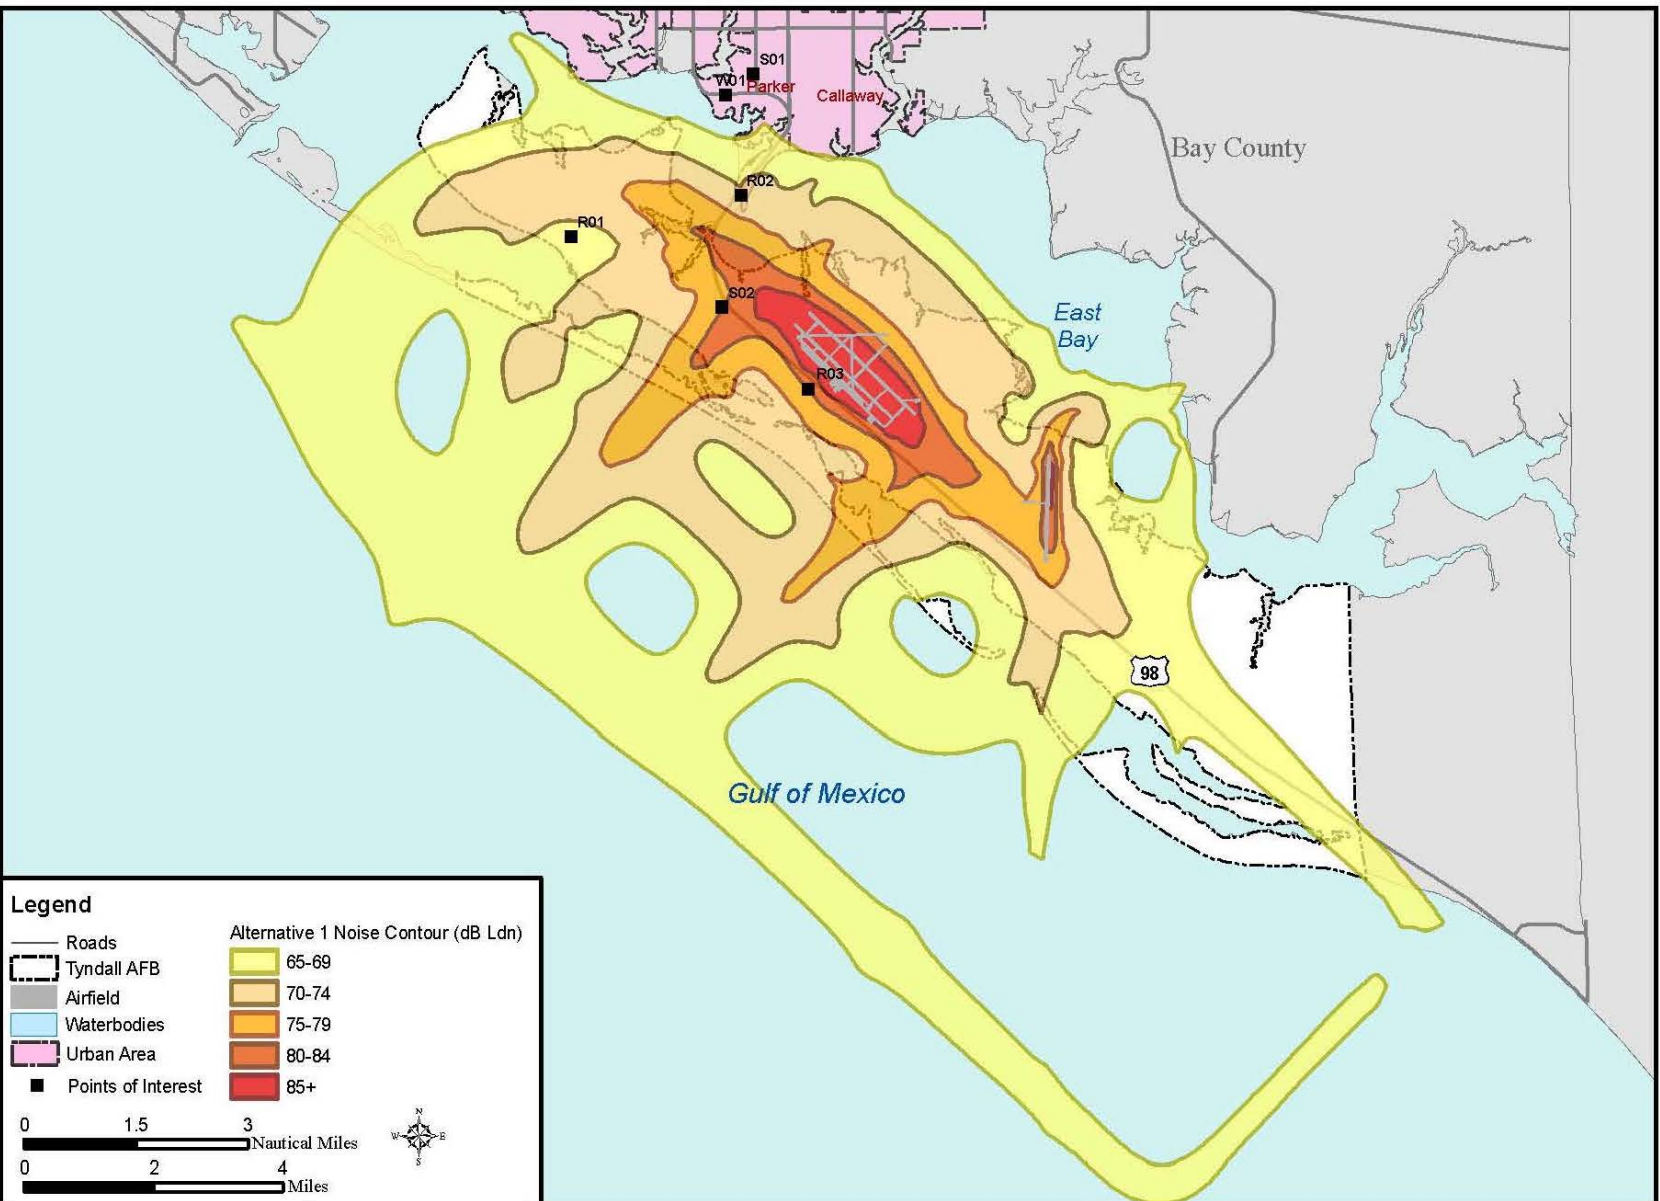 S01
W01
Parker
Callaway
Bay County
R02
R01
East
Bay
S02
R03
98
Gulf of Mexico
Legend
Roads
Tyndall AFB
Airfield
Waterbodies
Urban Area
Points of Interest
Alternative 1 Noise Contour (dB Ldn)
65-69
70-74
75-79
80-84
85+
0 1.5 3
Nautical Miles
0 2 4
Miles
N
W E
S